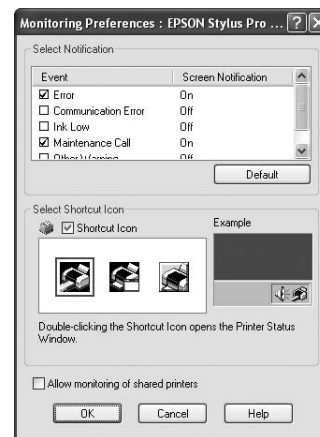 Monitoring Preferences : EPSON Stylus Pro ...
Select Notification
Event Screen Notification
Error On
Communication Error Off
Ink Low Off
Maintenance Call On
Other Warning Off
Default
Select Shortcut Icon
Shortcut Icon
Example
Double-clicking the Shortcut Icon opens the Printer Status
Window.
Allow monitoring of shared printers
OK Cancel Help